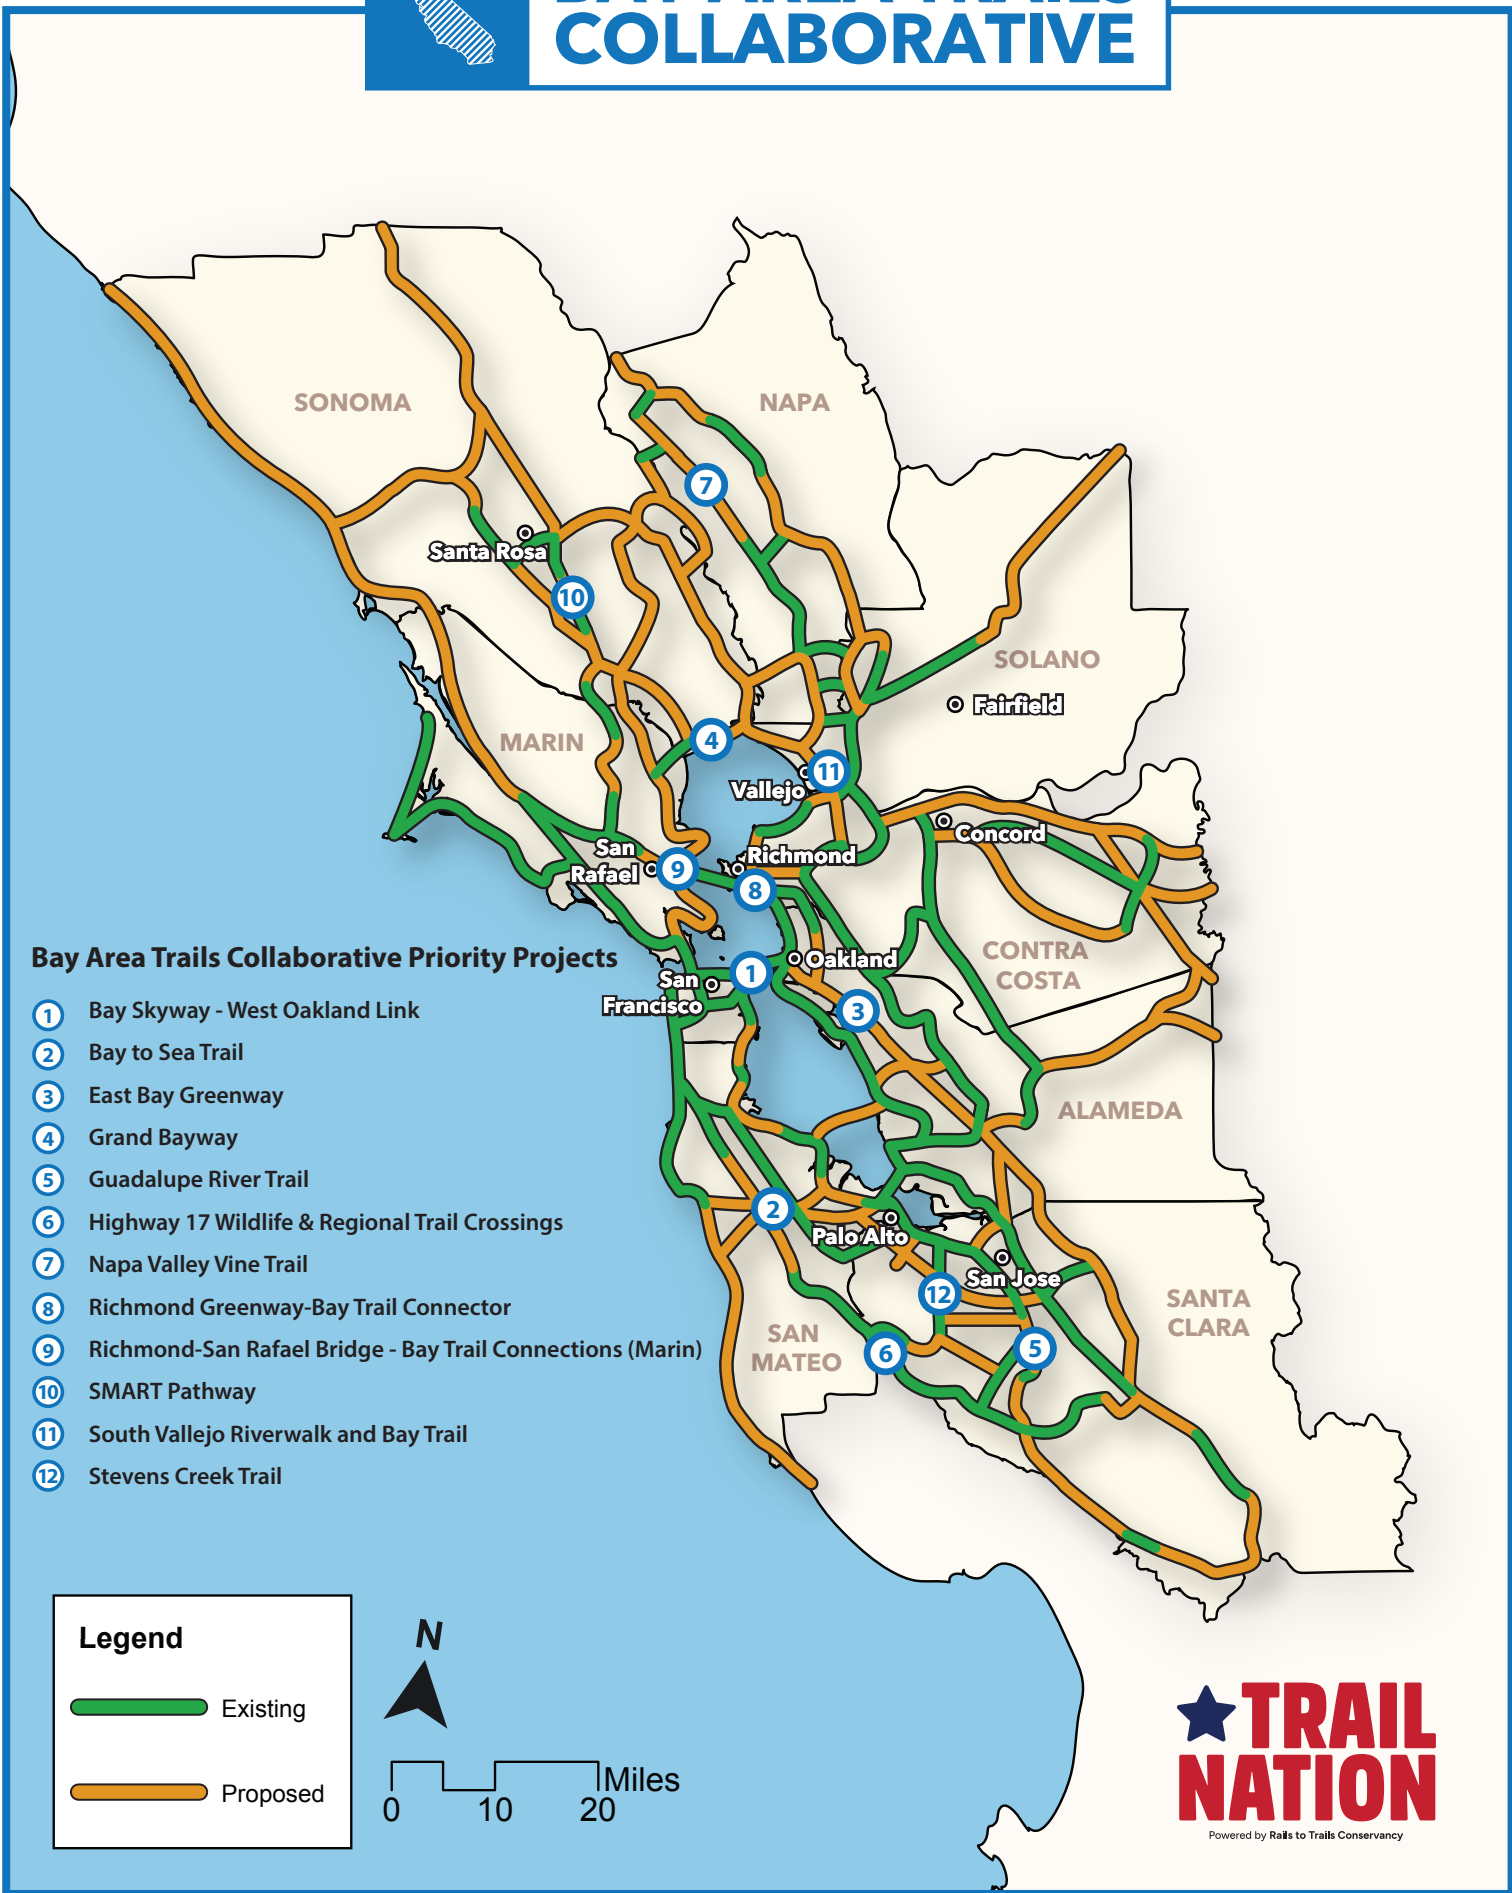 BAY AREA TRAILS
COLLABORATIVE
SONOMA
NAPA
7
Santa Rosa
10
SOLANO
Fairfield
MARIN
4
Vallejo
11
Concord
San
Rafael
9
Richmond
8
CONTRA
COSTA
Oakland
1
San
Francisco
3
ALAMEDA
2
Palo Alto
San Jose
12
SANTA
CLARA
SAN
MATEO
6
5
Bay Area Trails Collaborative Priority Projects
1 Bay Skyway - West Oakland Link
2 Bay to Sea Trail
3 East Bay Greenway
4 Grand Bayway
5 Guadalupe River Trail
6 Highway 17 Wildlife & Regional Trail Crossings
7 Napa Valley Vine Trail
8 Richmond Greenway-Bay Trail Connector
9 Richmond-San Rafael Bridge - Bay Trail Connections (Marin)
10 SMART Pathway
11 South Vallejo Riverwalk and Bay Trail
12 Stevens Creek Trail
Legend
Existing
Proposed
N
Miles
0 10 20
TRAIL
NATION
Powered by Rails to Trails Conservancy